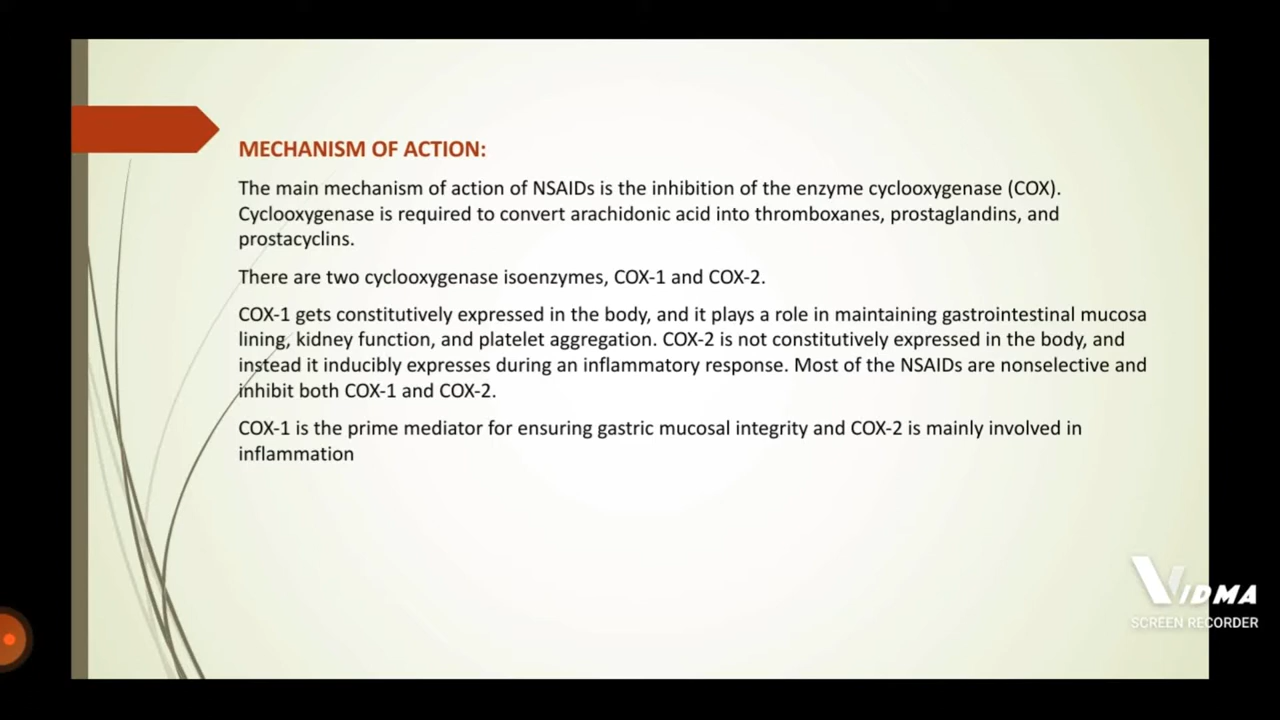 MECHANISM OF ACTION:
The main mechanism of action of NSAIDs is the inhibition of the enzyme cyclooxygenase (COX).
Cyclooxygenase is required to convert arachidonic acid into thromboxanes, prostaglandins, and
prostacyclins.
There are two cyclooxygenase isoenzymes, COX-1 and COX-2.
COX-1 gets constitutively expressed in the body, and it plays a role in maintaining gastrointestinal mucosa
lining, kidney function, and platelet aggregation. COX-2 is not constitutively expressed in the body, and
instead it inducibly expresses during an inflammatory response. Most of the NSAIDs are nonselective and
inhibit both COX-1 and COX-2.
COX-1 is the prime mediator for ensuring gastric mucosal integrity and COX-2 is mainly involved in
inflammation
VIDMA
SCREEN RECORDER